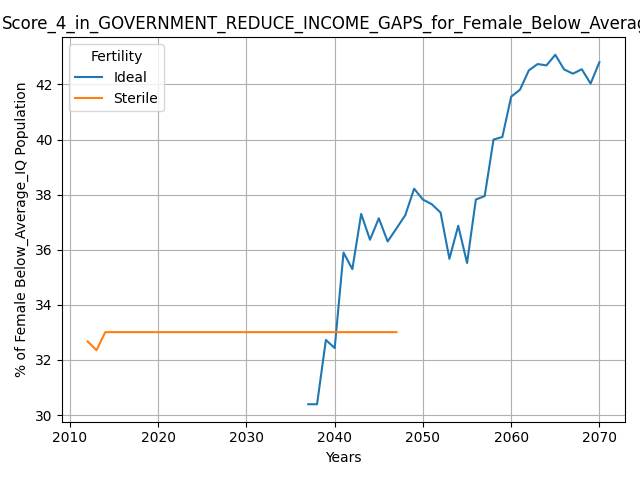 Score_4_in_GOVERNMENT_REDUCE_INCOME_GAPS_for_Female_Below_Averag
Fertility
Ideal
Sterile
% of Female Below_Average_IQ Population
42
40
38
36
34
32
30
2010 2020 2030 2040 2050 2060 2070
Years